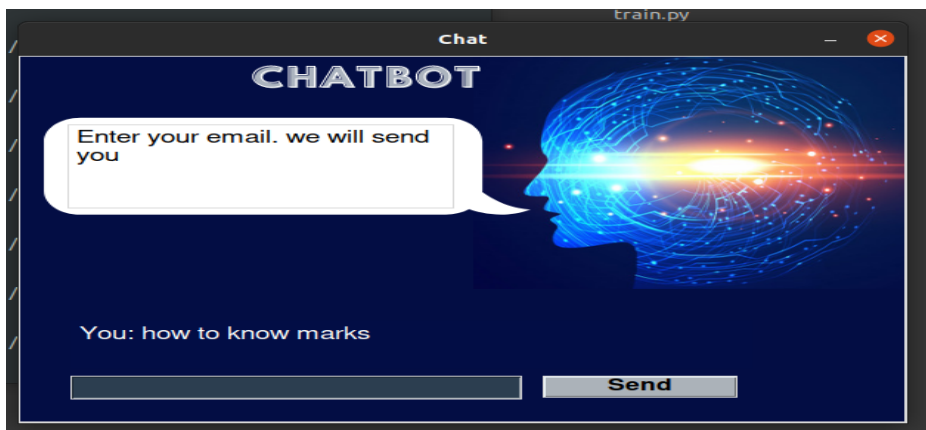 train.py
Chat
CHATBOT
Enter your email. we will send
you
You: how to know marks
Send